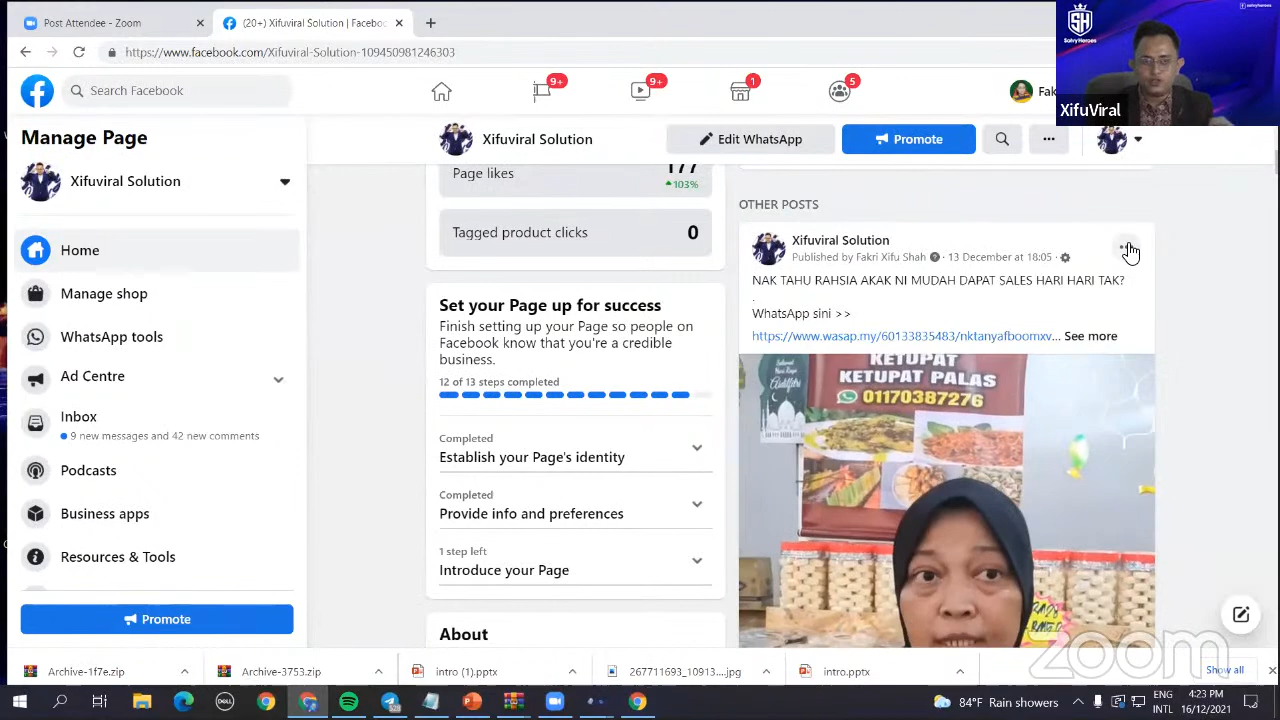 Post Attendee - Zoom
(20+) Xifuviral Solution | Faceboo
https://www.facebook.com/Xifuviral-Solution-109450981246303
SH
SolvyHeroes
XifuViral
Search Facebook
9+
9+
1
5
Fak
Manage Page
Xifuviral Solution
Home
Manage shop
WhatsApp tools
Ad Centre
Inbox
9 new messages and 42 new comments
Podcasts
Business apps
Resources & Tools
Promote
Xifuviral Solution
Edit WhatsApp
Promote
Page likes
177
103%
Tagged product clicks
0
Set your Page up for success
Finish setting up your Page so people on
Facebook know that you're a credible
business.
12 of 13 steps completed
Completed
Establish your Page's identity
Completed
Provide info and preferences
1 step left
Introduce your Page
About
OTHER POSTS
Xifuviral Solution
Published by Fakri Xifu Shah · 13 December at 18:05 ·
NAK TAHU RAHSIA AKAK NI MUDAH DAPAT SALES HARI HARI TAK?
.
WhatsApp sini >>
https://www.wasap.my/60133835483/nktanyafboomxv... See more
KETUPAT
KETUPAT PALAS
01170387276
zoom
Archive-1f7e.zip
Archive-3753.zip
intro (1).pptx
267711693_10913....jpg
intro.pptx
Show all
DELL
84°F Rain showers
ENG
INTL
4:23 PM
16/12/2021